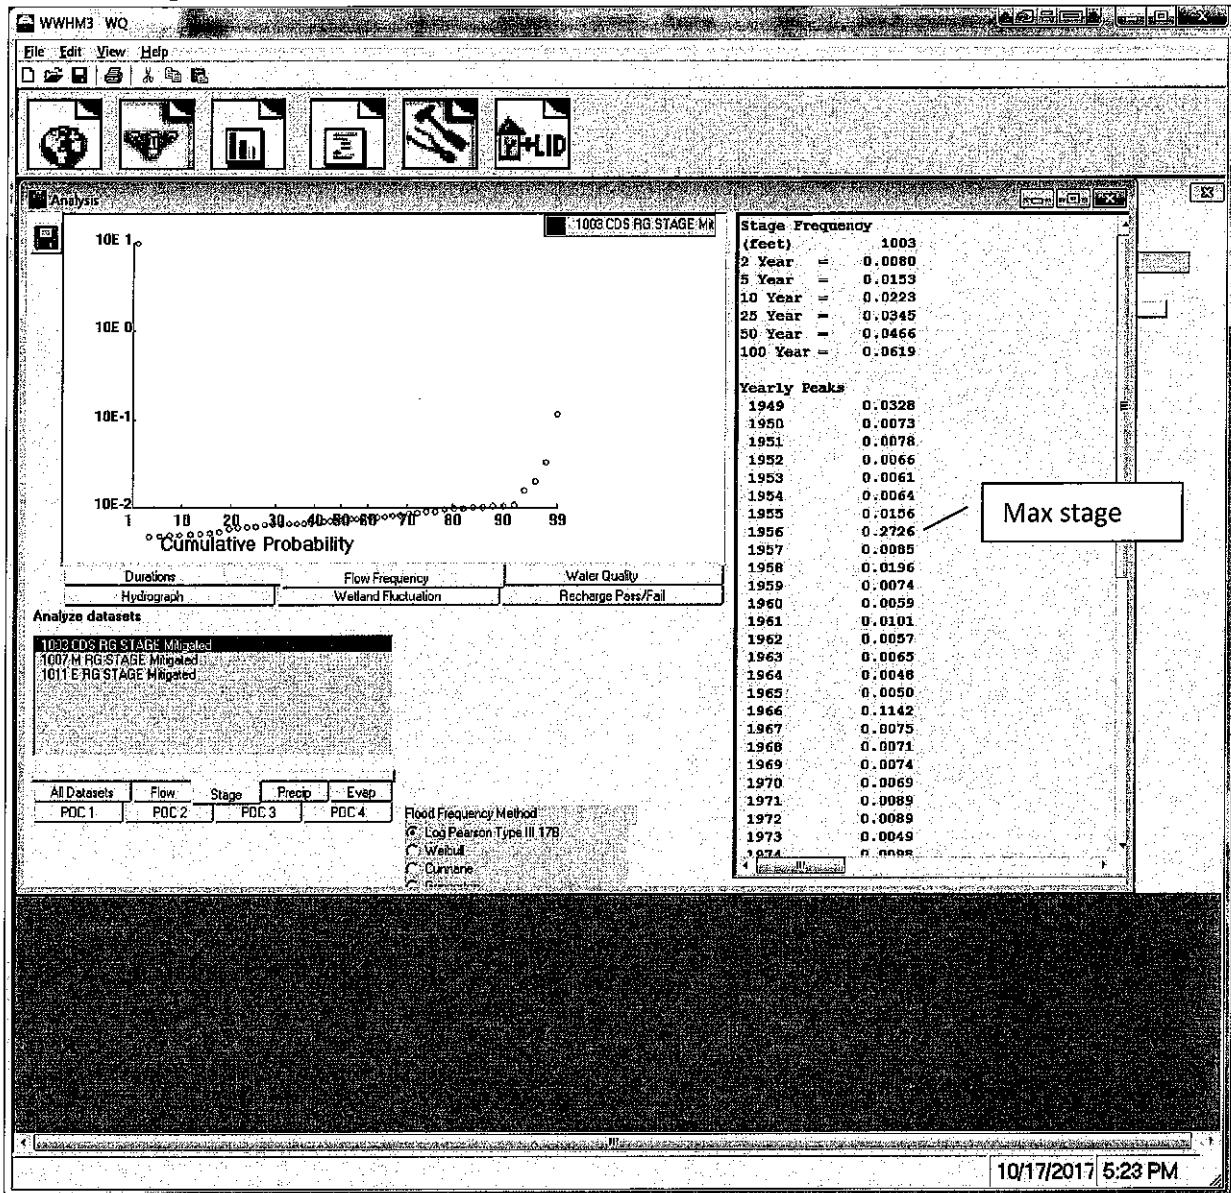 WWHM3 WQ
File Edit View Help
+LID
Analysis
1003 CDS RG STAGE Mit
10E 1
10E 0
10E-1
10E-2
1 10 20 30 40 50 60 70 80 90 99
Cumulative Probability
Durations Flow Frequency Water Quality
Hydrograph Wetland Fluctuation Recharge Pass/Fail
Analyze datasets
1003 CDS RG STAGE Mitigated
1007 M RG STAGE Mitigated
1011 E RG STAGE Mitigated
All Datasets Flow Stage Precip Evap
POC 1 POC 2 POC 3 POC 4
Flood Frequency Method
Log Pearson Type III 17B
Weibull
Cunnane
Stage Frequency
(feet) 1003
2 Year = 0.0080
5 Year = 0.0153
10 Year = 0.0223
25 Year = 0.0345
50 Year = 0.0466
100 Year = 0.0619
Yearly Peaks
1949 0.0328
1950 0.0073
1951 0.0078
1952 0.0066
1953 0.0061
1954 0.0064
1955 0.0156
1956 0.2726
1957 0.0085
1958 0.0196
1959 0.0074
1960 0.0059
1961 0.0101
1962 0.0057
1963 0.0065
1964 0.0048
1965 0.0050
1966 0.1142
1967 0.0075
1968 0.0071
1969 0.0074
1970 0.0069
1971 0.0089
1972 0.0089
1973 0.0049
1974 0.0098
Max stage
10/17/2017 5:23 PM